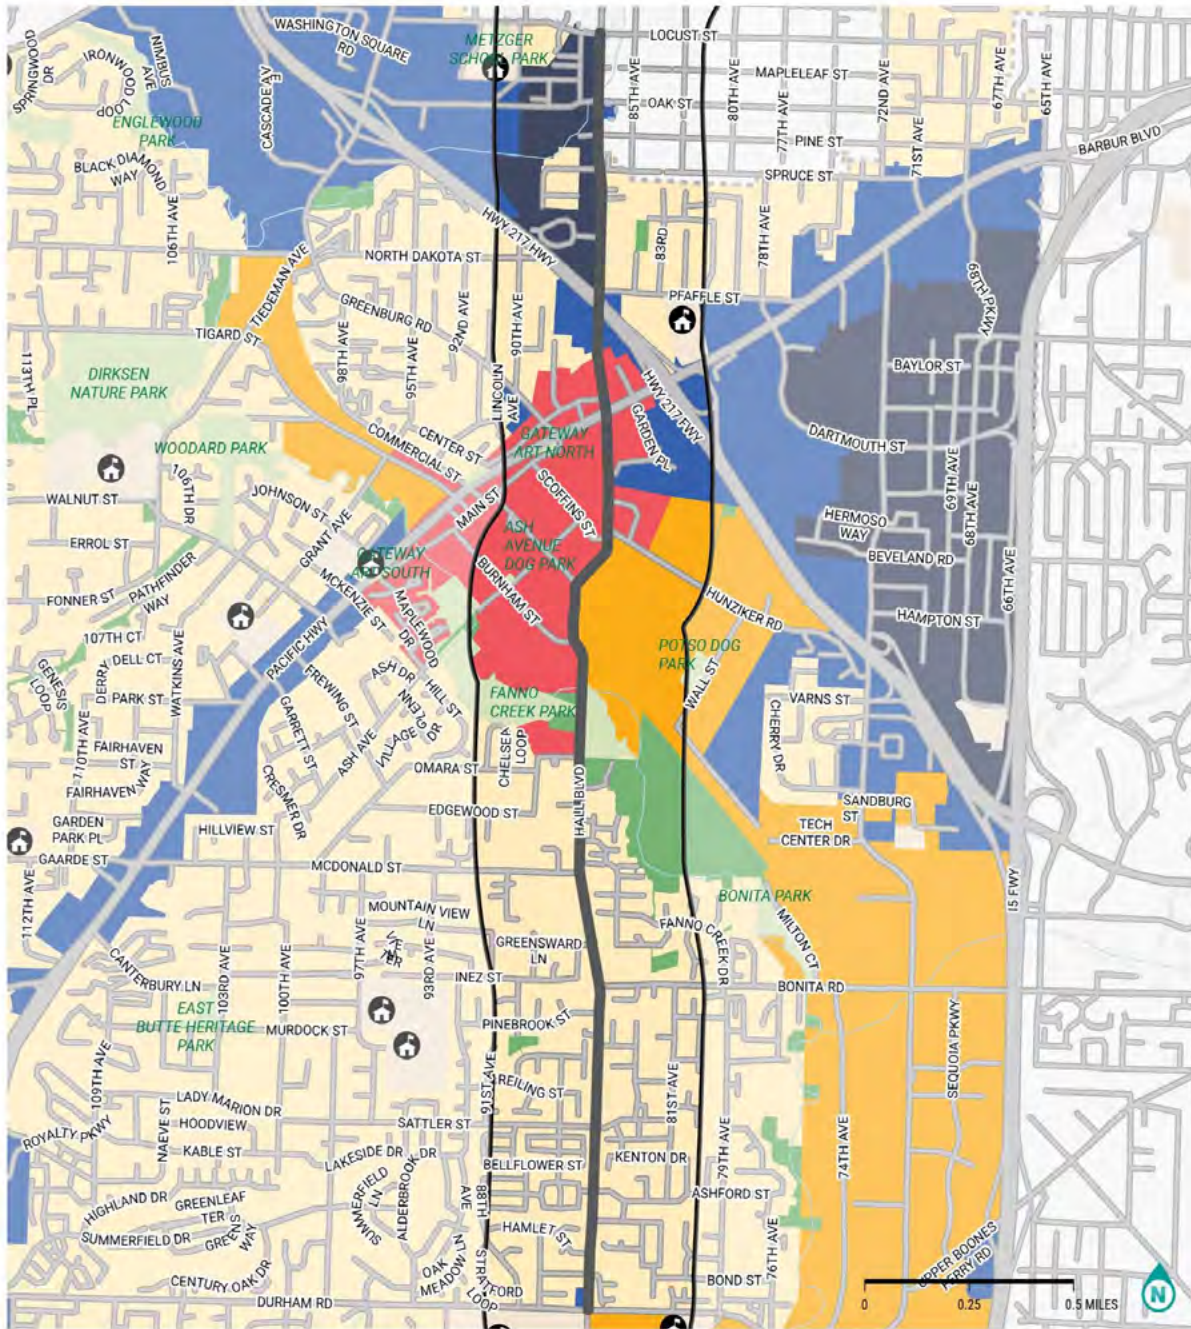 WASHINGTON SQUARE
RD
METZGER
SCHOOL PARK
LOCUST ST
SPRINGWOOD
DR
IRONWOOD LOOP
NIMBUS
AVE
CASCADE AVE
MAPLELEAF ST
85TH AVE
OAK ST
80TH AVE
77TH AVE
72ND AVE
67TH AVE
65TH AVE
ENGLEWOOD
PARK
PINE ST
71ST AVE
BARBUR BLVD
BLACK DIAMOND
WAY
SPRUCE ST
106TH AVE
HWY 217 HWY
83RD
78TH AVE
NORTH DAKOTA ST
TIEDEMAN AVE
68TH PKWY
PFAFFLE ST
GREENBURG RD
92ND AVE
90TH AVE
TIGARD ST
98TH AVE
95TH AVE
113TH PL
DIRKSEN
NATURE PARK
LINCOLN
AVE
BAYLOR ST
HWY 217 FWY
GARDEN PL
CENTER ST
COMMERCIAL ST
GATEWAY
ART NORTH
DARTMOUTH ST
WOODARD PARK
106TH DR
WALNUT ST
JOHNSON ST
MAIN ST
SCOFFINS ST
69TH AVE
68TH AVE
HERMOSO
WAY
ERROL ST
GRANT AVE
ASH
AVENUE
DOG PARK
GATEWAY
ART SOUTH
BEVELAND RD
66TH AVE
FONNER ST
PATHFINDER
WAY
MCKENZIE ST
MAPLEWOOD
DR
BURNHAM ST
HUNZIKER RD
HAMPTON ST
107TH CT
PACIFIC HWY
POTSO DOG
PARK
WALL ST
GENESIS
LOOP
DERRY
DELL CT
WATKINS AVE
ASH DR
HILL ST
FREWING ST
GLENN
FANNO
CREEK PARK
VARNS ST
PARK ST
GARRETT ST
ASH AVE
VILLAGE
DR
CHELSEA
LOOP
CHERRY DR
110TH AVE
FAIRHAVEN
ST
FAIRHAVEN
WAY
OMARA ST
CRESMER DR
HALL BLVD
EDGEWOOD ST
SANDBURG
ST
GARDEN
PARK PL
HILLVIEW ST
TECH
CENTER DR
GAARDE ST
MCDONALD ST
112TH AVE
BONITA PARK
I5 FWY
MOUNTAIN VIEW
LN
97TH AVE
93RD AVE
GREENSWARD
LN
FANNO CREEK DR
MILTON CT
CANTERBURY LN
103RD AVE
100TH AVE
INEZ ST
BONITA RD
EAST
BUTTE HERITAGE
PARK
MURDOCK ST
PINEBROOK ST
SEQUOIA PKWY
109TH AVE
91ST AVE
REILING ST
81ST AVE
LADY MARION DR
HOODVIEW
SATTLER ST
ROYALTY PKWY
NAEVE ST
KABLE ST
LAKESIDE DR
DR
BELLFLOWER ST
KENTON DR
79TH AVE
74TH AVE
HIGHLAND DR
GREENLEAF
TER
SUMMERFIELD
LN
ALDERBROOK
88TH
AVE
ASHFORD ST
SUMMERFIELD DR
GREENS
WAY
HAMLET ST
76TH AVE
CENTURY OAK DR
OAK
MEADOW LN
STRATFORD
LOOP
BOND ST
UPPER BOONES
FERRY RD
DURHAM RD
0
0.25
0.5 MILES
N